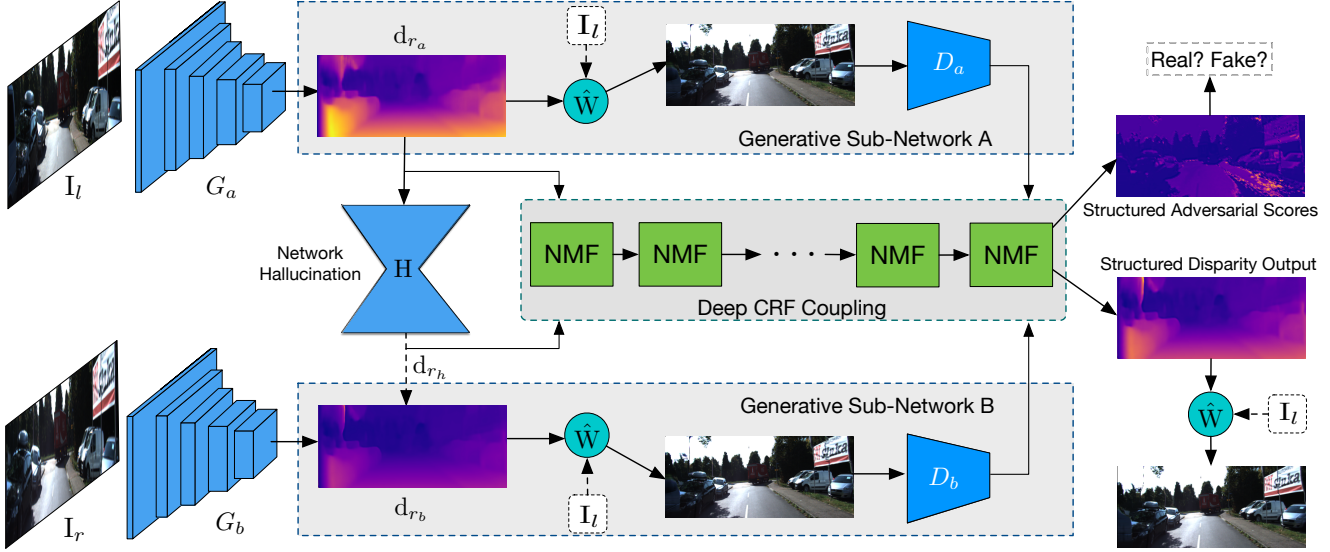 I_l
G_a
d_{r_a}
I_l
Ŵ
D_a
Generative Sub-Network A
Real? Fake?
Structured Adversarial Scores
Network
Hallucination
H
NMF
NMF
. . . .
NMF
NMF
Deep CRF Coupling
Structured Disparity Output
Ŵ
I_l
d_{r_h}
I_r
G_b
d_{r_b}
Ŵ
I_l
D_b
Generative Sub-Network B